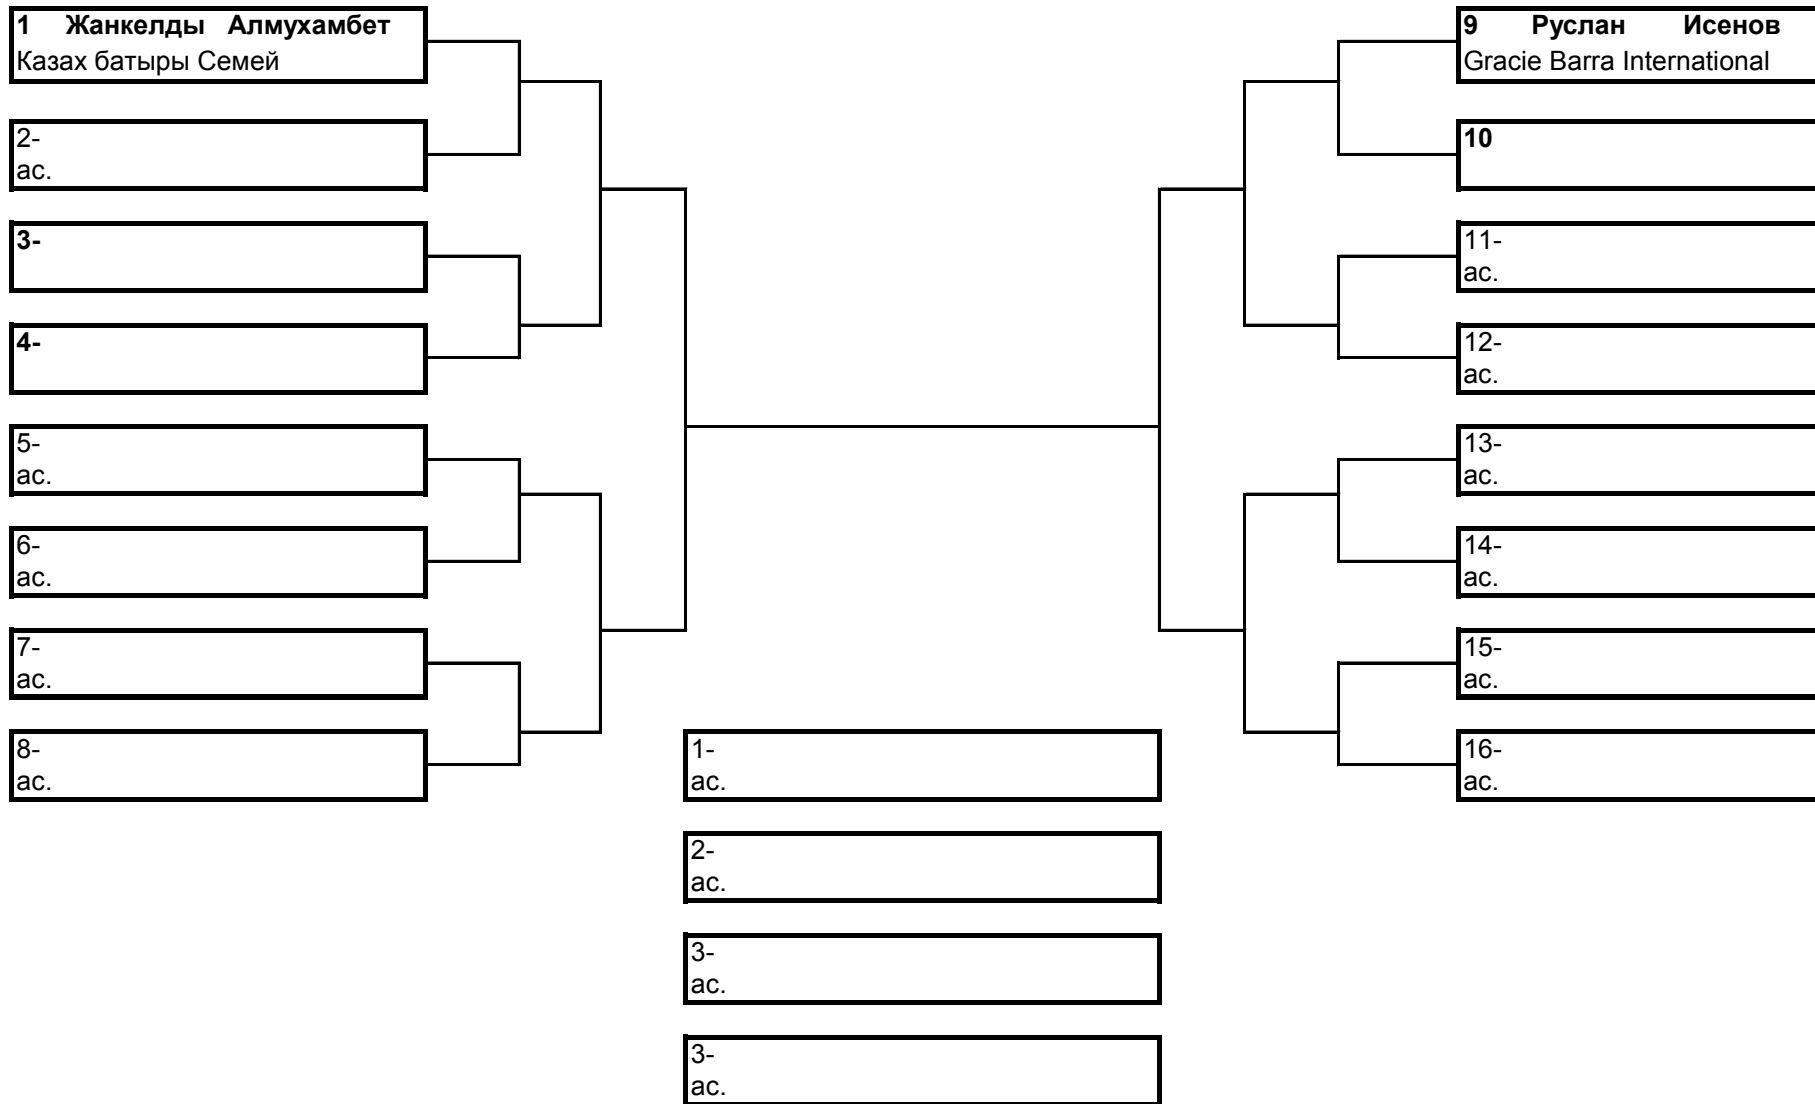 1 Жанкелды Алмухамбет
Казах батыры Семей
2-
ас.
3-
4-
5-
ас.
6-
ас.
7-
ас.
8-
ас.
9 Руслан Исенов
Gracie Barra International
10
11-
ас.
12-
ас.
13-
ас.
14-
ас.
15-
ас.
16-
ас.
1-
ас.
2-
ас.
3-
ас.
3-
ас.